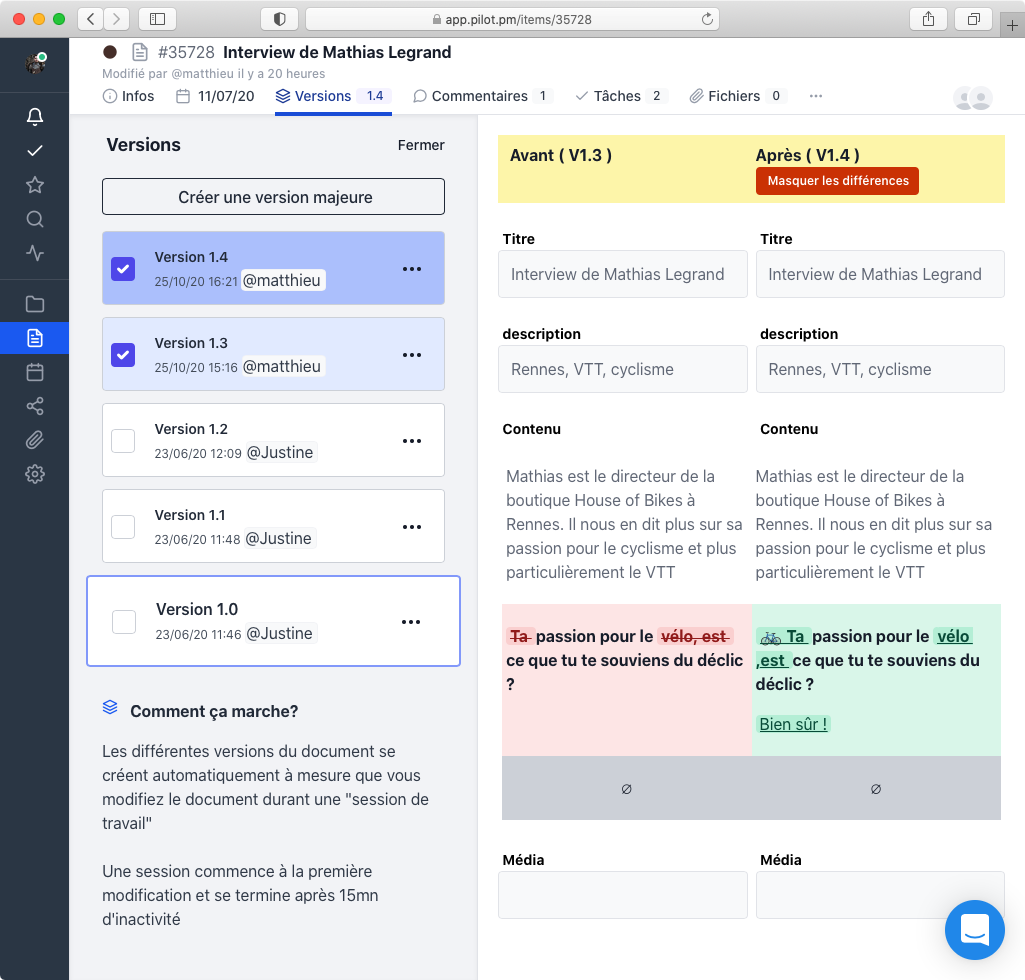 app.pilot.pm/items/35728
#35728 Interview de Mathias Legrand
Modifié par @matthieu il y a 20 heures
Infos 11/07/20 Versions 1.4 Commentaires 1 Tâches 2 Fichiers 0
Versions Fermer
Créer une version majeure
Version 1.4
25/10/20 16:21 @matthieu
Version 1.3
25/10/20 15:16 @matthieu
Version 1.2
23/06/20 12:09 @Justine
Version 1.1
23/06/20 11:48 @Justine
Version 1.0
23/06/20 11:46 @Justine
Comment ça marche?
Les différentes versions du document se
créent automatiquement à mesure que vous
modifiez le document durant une "session de
travail"
Une session commence à la première
modification et se termine après 15mn
d'inactivité
Avant ( V1.3 ) Après ( V1.4 )
Masquer les différences
Titre Titre
Interview de Mathias Legrand Interview de Mathias Legrand
description description
Rennes, VTT, cyclisme Rennes, VTT, cyclisme
Contenu Contenu
Mathias est le directeur de la
boutique House of Bikes à
Rennes. Il nous en dit plus sur sa
passion pour le cyclisme et plus
particulièrement le VTT
Mathias est le directeur de la
boutique House of Bikes à
Rennes. Il nous en dit plus sur sa
passion pour le cyclisme et plus
particulièrement le VTT
Ta passion pour le vélo, est
ce que tu te souviens du déclic
?
🚲 Ta passion pour le vélo
,est ce que tu te souviens du
déclic ?
Bien sûr !
∅ ∅
Média Média